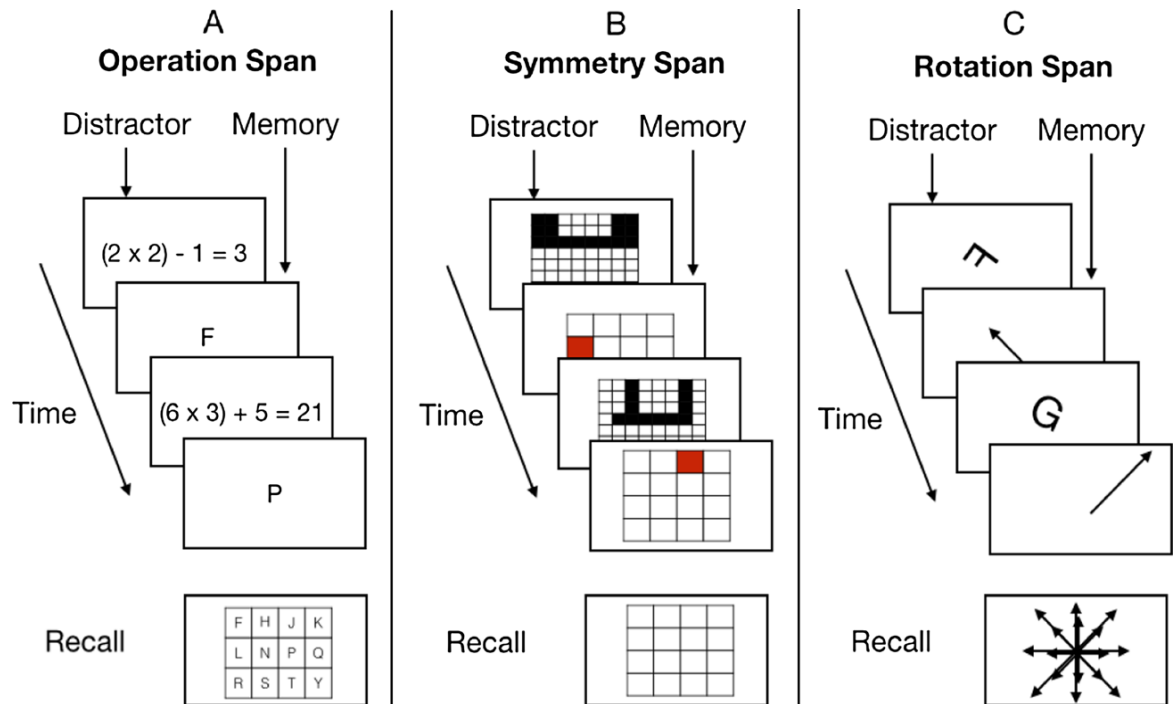 A
Operation Span
Distractor Memory
(2 x 2) - 1 = 3
F
(6 x 3) + 5 = 21
P
Time
Recall
F H J K
L N P Q
R S T Y
B
Symmetry Span
Distractor Memory
Time
Recall
C
Rotation Span
Distractor Memory
F
G
Time
Recall